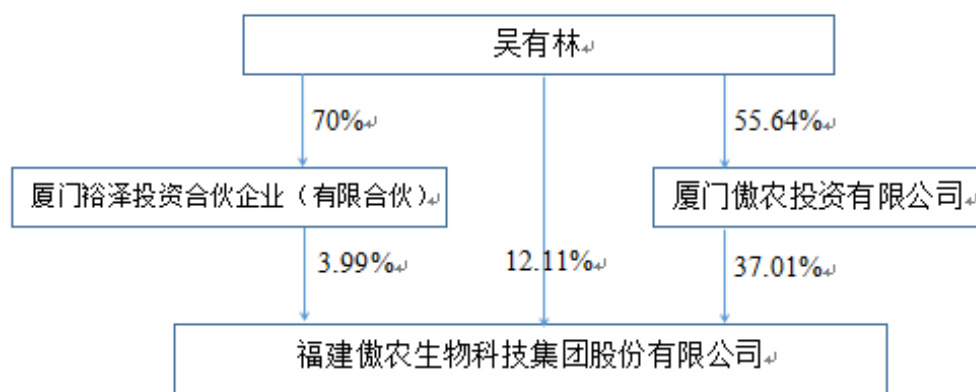 吴有林
70%
55.64%
厦门裕泽投资合伙企业（有限合伙）
厦门傲农投资有限公司
3.99%
12.11%
37.01%
福建傲农生物科技集团股份有限公司